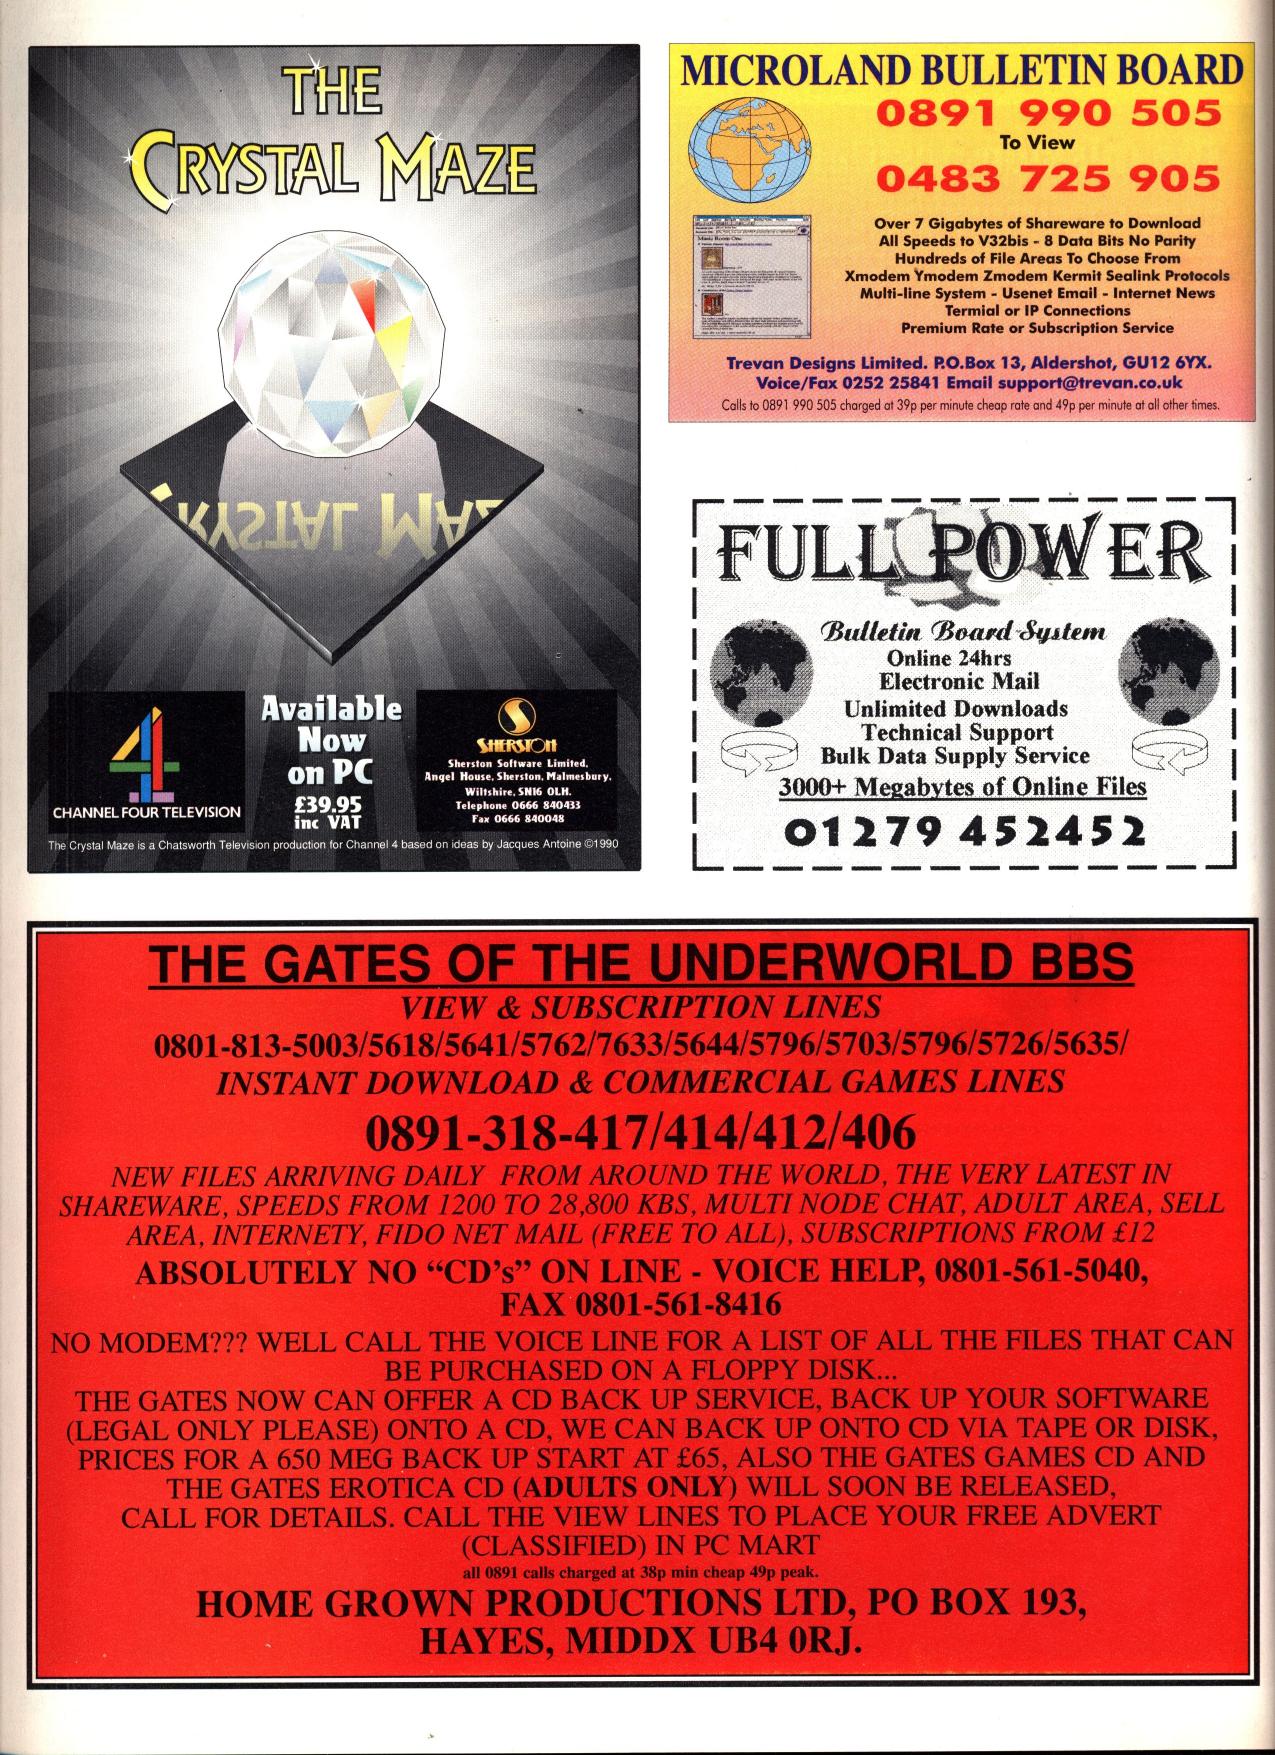 THE
CRYSTAL MAZE
CRYSTAL MAZE
CHANNEL FOUR TELEVISION
Available
Now
on PC
£39.95
inc VAT
SHERSTON
Sherston Software Limited,
Angel House, Sherston, Malmesbury,
Wiltshire, SN16 0LH.
Telephone 0666 840433
Fax 0666 840048
The Crystal Maze is a Chatsworth Television production for Channel 4 based on ideas by Jacques Antoine ©1990
MICROLAND BULLETIN BOARD
0891 990 505
To View
0483 725 905
Music Room One
Over 7 Gigabytes of Shareware to Download
All Speeds to V32bis - 8 Data Bits No Parity
Hundreds of File Areas To Choose From
Xmodem Ymodem Zmodem Kermit Sealink Protocols
Multi-line System - Usenet Email - Internet News
Termial or IP Connections
Premium Rate or Subscription Service
Trevan Designs Limited. P.O.Box 13, Aldershot, GU12 6YX.
Voice/Fax 0252 25841 Email support@trevan.co.uk
Calls to 0891 990 505 charged at 39p per minute cheap rate and 49p per minute at all other times.
FULL POWER
Bulletin Board System
Online 24hrs
Electronic Mail
Unlimited Downloads
Technical Support
Bulk Data Supply Service
3000+ Megabytes of Online Files
01279 452452
THE GATES OF THE UNDERWORLD BBS
VIEW & SUBSCRIPTION LINES
0801-813-5003/5618/5641/5762/7633/5644/5796/5703/5796/5726/5635/
INSTANT DOWNLOAD & COMMERCIAL GAMES LINES
0891-318-417/414/412/406
NEW FILES ARRIVING DAILY FROM AROUND THE WORLD, THE VERY LATEST IN
SHAREWARE, SPEEDS FROM 1200 TO 28,800 KBS, MULTI NODE CHAT, ADULT AREA, SELL
AREA, INTERNETY, FIDO NET MAIL (FREE TO ALL), SUBSCRIPTIONS FROM £12
ABSOLUTELY NO “CD's” ON LINE - VOICE HELP, 0801-561-5040,
FAX 0801-561-8416
NO MODEM??? WELL CALL THE VOICE LINE FOR A LIST OF ALL THE FILES THAT CAN
BE PURCHASED ON A FLOPPY DISK...
THE GATES NOW CAN OFFER A CD BACK UP SERVICE, BACK UP YOUR SOFTWARE
(LEGAL ONLY PLEASE) ONTO A CD, WE CAN BACK UP ONTO CD VIA TAPE OR DISK,
PRICES FOR A 650 MEG BACK UP START AT £65, ALSO THE GATES GAMES CD AND
THE GATES EROTICA CD (ADULTS ONLY) WILL SOON BE RELEASED,
CALL FOR DETAILS. CALL THE VIEW LINES TO PLACE YOUR FREE ADVERT
(CLASSIFIED) IN PC MART
all 0891 calls charged at 38p min cheap 49p peak.
HOME GROWN PRODUCTIONS LTD, PO BOX 193,
HAYES, MIDDX UB4 0RJ.